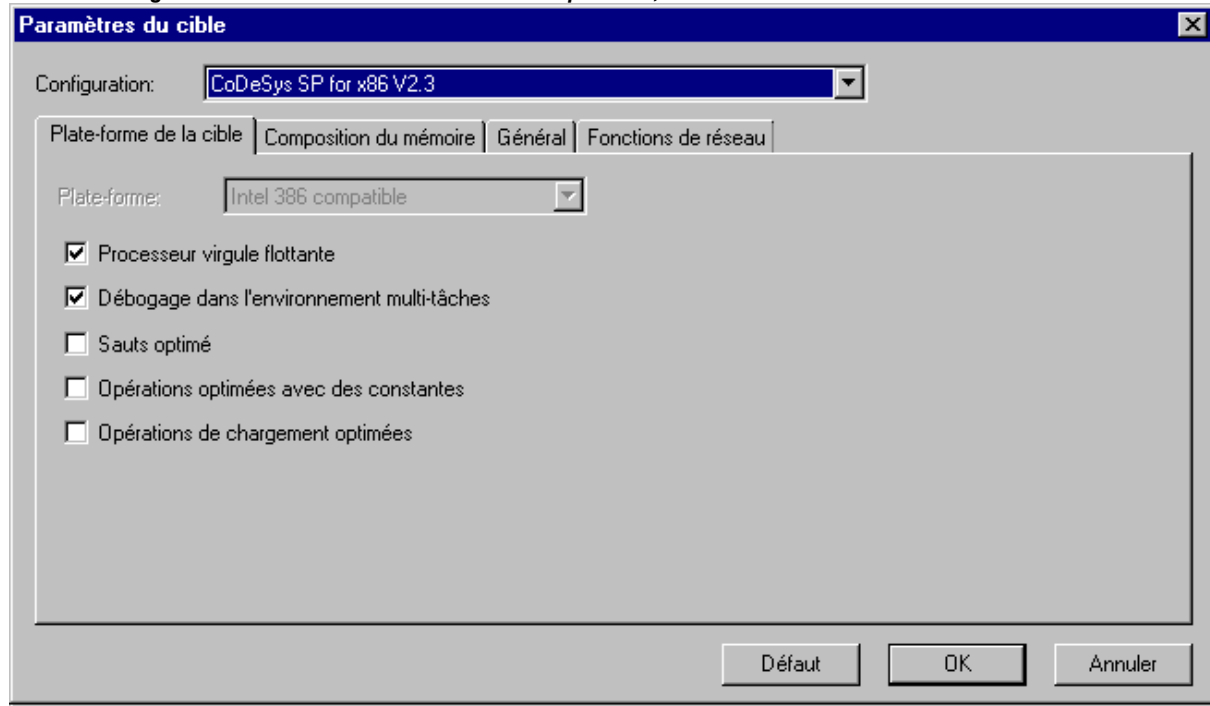 Paramètres du cible
Configuration: CoDeSys SP for x86 V2.3
Plate-forme de la cible Composition du mémoire Général Fonctions de réseau
Plate-forme: Intel 386 compatible
Processeur virgule flottante
Débogage dans l'environnement multi-tâches
Sauts optimé
Opérations optimées avec des constantes
Opérations de chargement optimées
Défaut OK Annuler